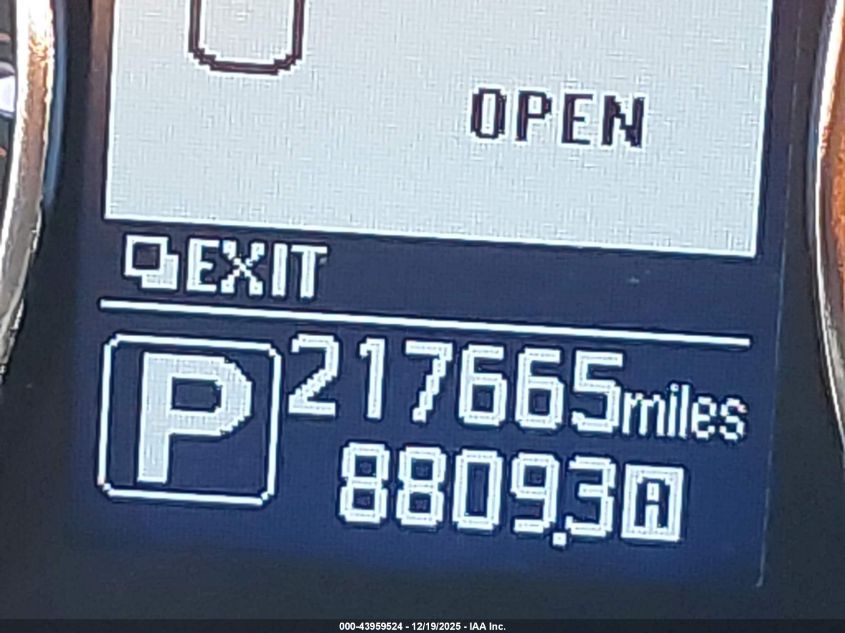 OPEN
EXIT
P
217665miles
8809.3A
000-43959524 - 12/19/2025 - IAA Inc.